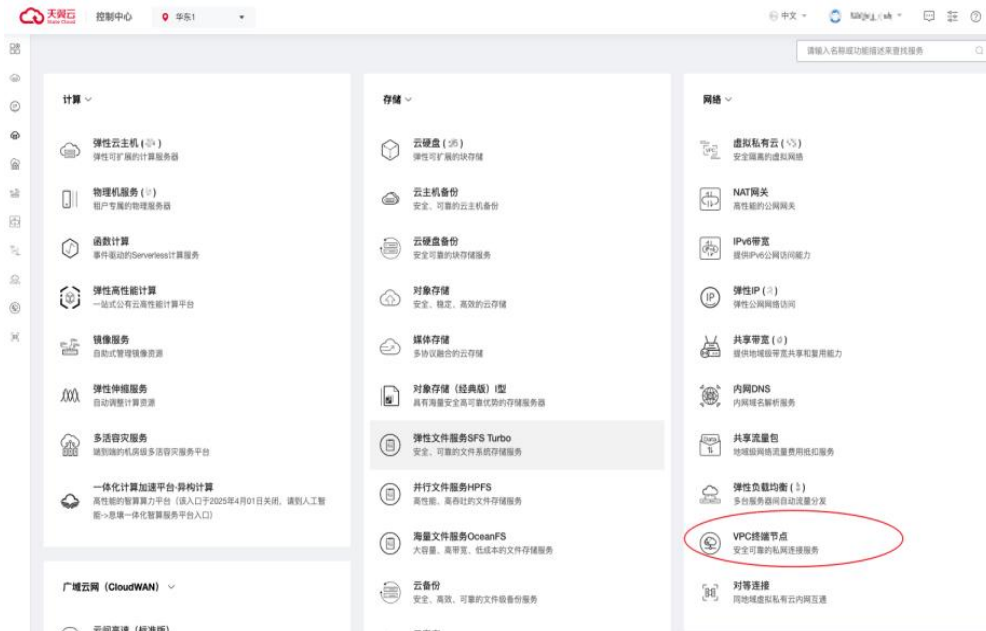 天翼云
State Cloud
控制中心
华东1
中文
请输入名称或功能描述来查找服务
计算
弹性云主机 ( )
弹性可扩展的计算服务器
物理机服务 ( )
租户专属的物理服务器
函数计算
事件驱动的Serverless计算服务
弹性高性能计算
一站式公有云高性能计算平台
镜像服务
自助式管理镜像资源
弹性伸缩服务
自动调整计算资源
多活容灾服务
端到端的机房级多活容灾服务平台
一体化计算加速平台·异构计算
高性能的智算算力平台（该入口于2025年4月01日关闭，请到人工智
能->息壤一体化智算服务平台入口）
广域云网（CloudWAN）
云间高速（标准版）
存储
云硬盘 ( )
弹性可扩展的块存储
云主机备份
安全、可靠的云主机备份
云硬盘备份
安全可靠的块存储服务
对象存储
安全、稳定、高效的云存储
媒体存储
多协议融合的云存储
对象存储（经典版）I型
具有海量安全高可靠优势的存储服务器
弹性文件服务SFS Turbo
安全、可靠的文件系统存储服务
并行文件服务HPFS
高性能、高吞吐的文件存储服务
海量文件服务OceanFS
大容量、高带宽、低成本的文件存储服务
云备份
安全、高效、可靠的文件级备份服务
网络
虚拟私有云 ( )
安全隔离的虚拟网络
NAT网关
高性能的公网网关
IPv6带宽
提供IPv6公网访问能力
弹性IP ( )
弹性公网网络访问
共享带宽 ( )
提供地域级带宽共享和复用能力
内网DNS
内网域名解析服务
共享流量包
地域级网络流量费用抵扣服务
弹性负载均衡 ( )
多台服务器间自动流量分发
VPC终端节点
安全可靠的私网连接服务
对等连接
同地域虚拟私有云内网互通